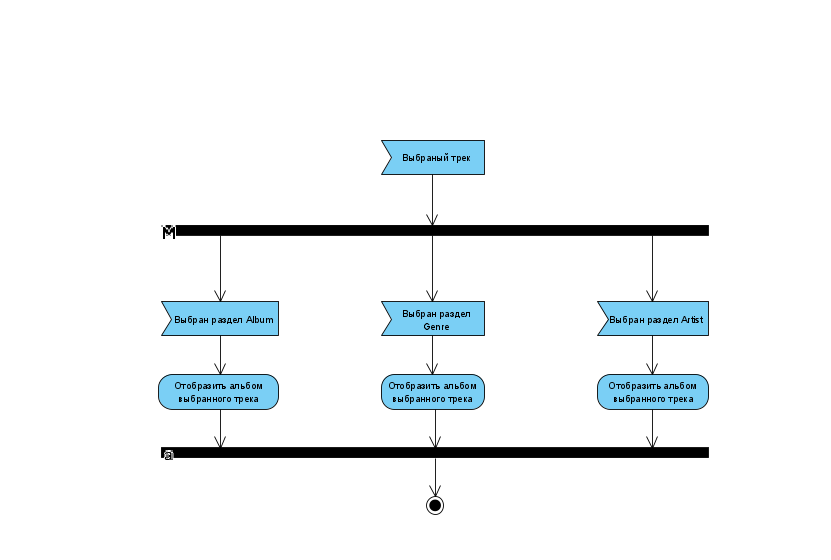 Выбраный трек
M
Выбран раздел Album
Выбран раздел
Genre
Выбран раздел Artist
Отобразить альбом
выбранного трека
Отобразить альбом
выбранного трека
Отобразить альбом
выбранного трека